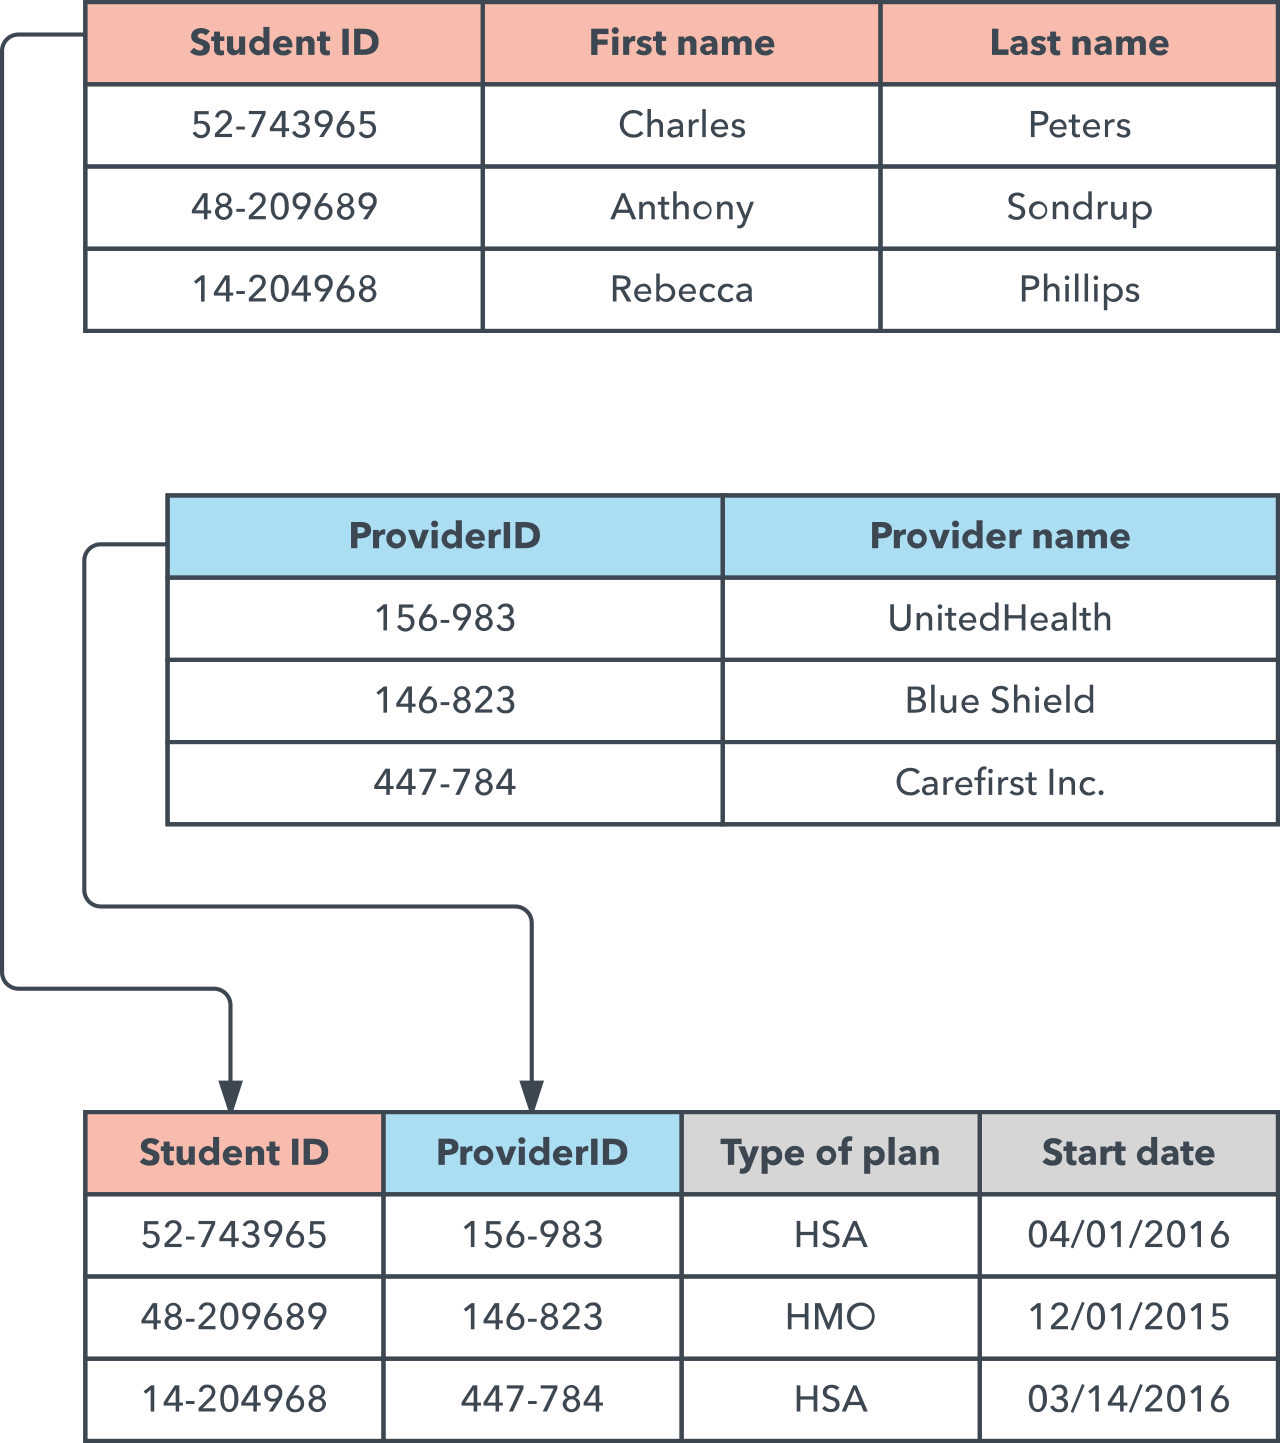 Student ID First name Last name
52-743965 Charles Peters
48-209689 Anthony Sondrup
14-204968 Rebecca Phillips
ProviderID Provider name
156-983 UnitedHealth
146-823 Blue Shield
447-784 Carefirst Inc.
Student ID ProviderID Type of plan Start date
52-743965 156-983 HSA 04/01/2016
48-209689 146-823 HMO 12/01/2015
14-204968 447-784 HSA 03/14/2016